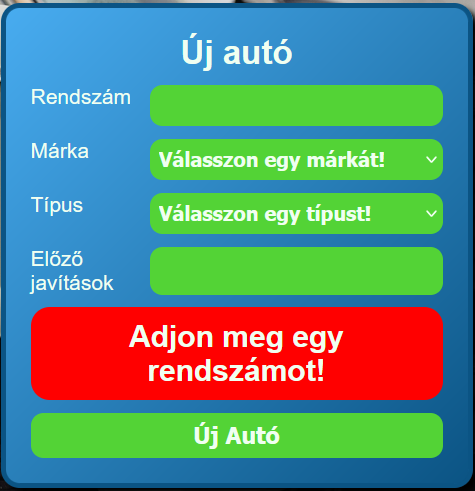 Új autó
Rendszám
Márka
Válasszon egy márkát!
Típus
Válasszon egy típust!
Előző
javítások
Adjon meg egy
rendszámot!
Új Autó